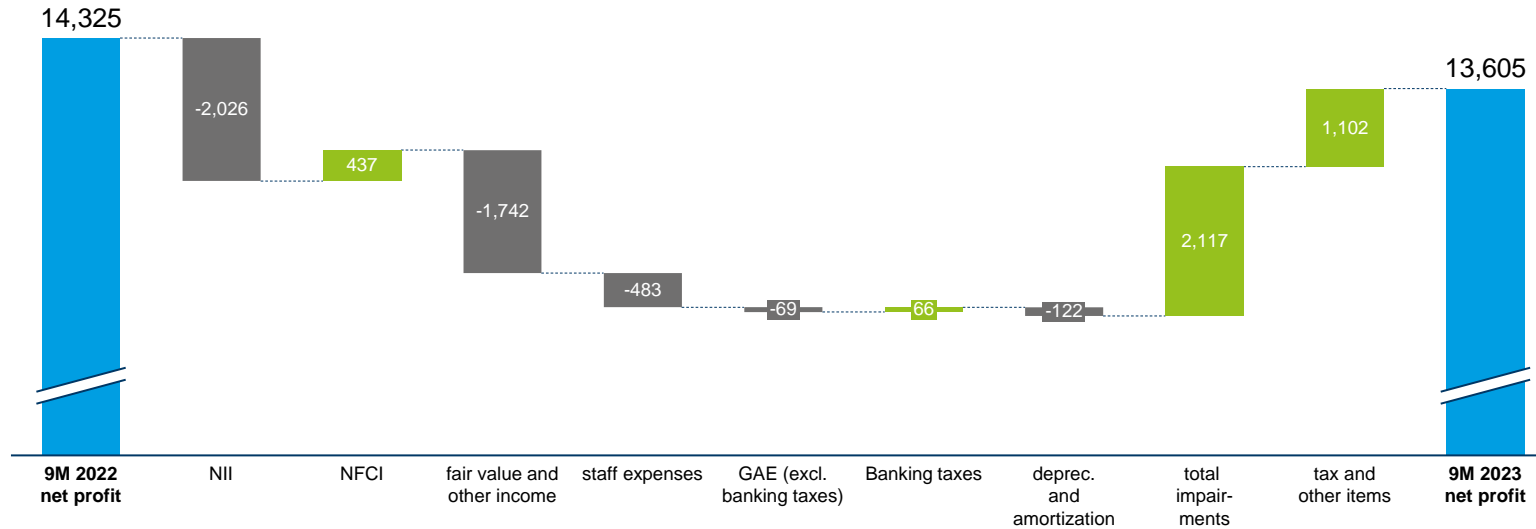 14,325
13,605
-2,026
437
-1,742
-483
-69
66
-122
2,117
1,102
9M 2022
net profit
NII
NFCI
fair value and
other income
staff expenses
GAE (excl.
banking taxes)
Banking taxes
deprec.
and
amortization
total
impair-
ments
tax and
other items
9M 2023
net profit